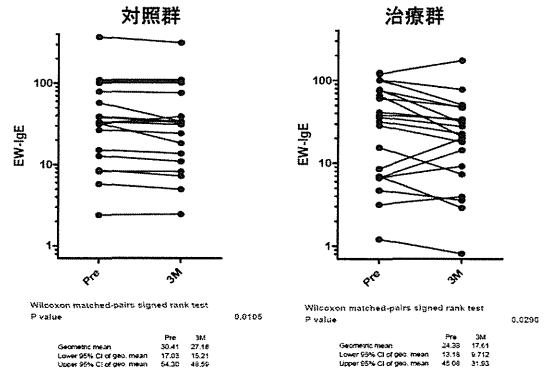 対照群
治療群
EW-IgE
100
10
1
Pre
3M
EW-IgE
100
10
1
Pre
3M
Wilcoxon matched-pairs signed rank test
P value 0.0105
Pre 3M
Geometric mean 30.41 27.18
Lower 95% CI of geo. mean 17.03 15.21
Upper 95% CI of geo. mean 54.30 48.59
Wilcoxon matched-pairs signed rank test
P value 0.0290
Pre 3M
Geometric mean 24.33 17.61
Lower 95% CI of geo. mean 13.18 9.712
Upper 95% CI of geo. mean 45.06 31.93